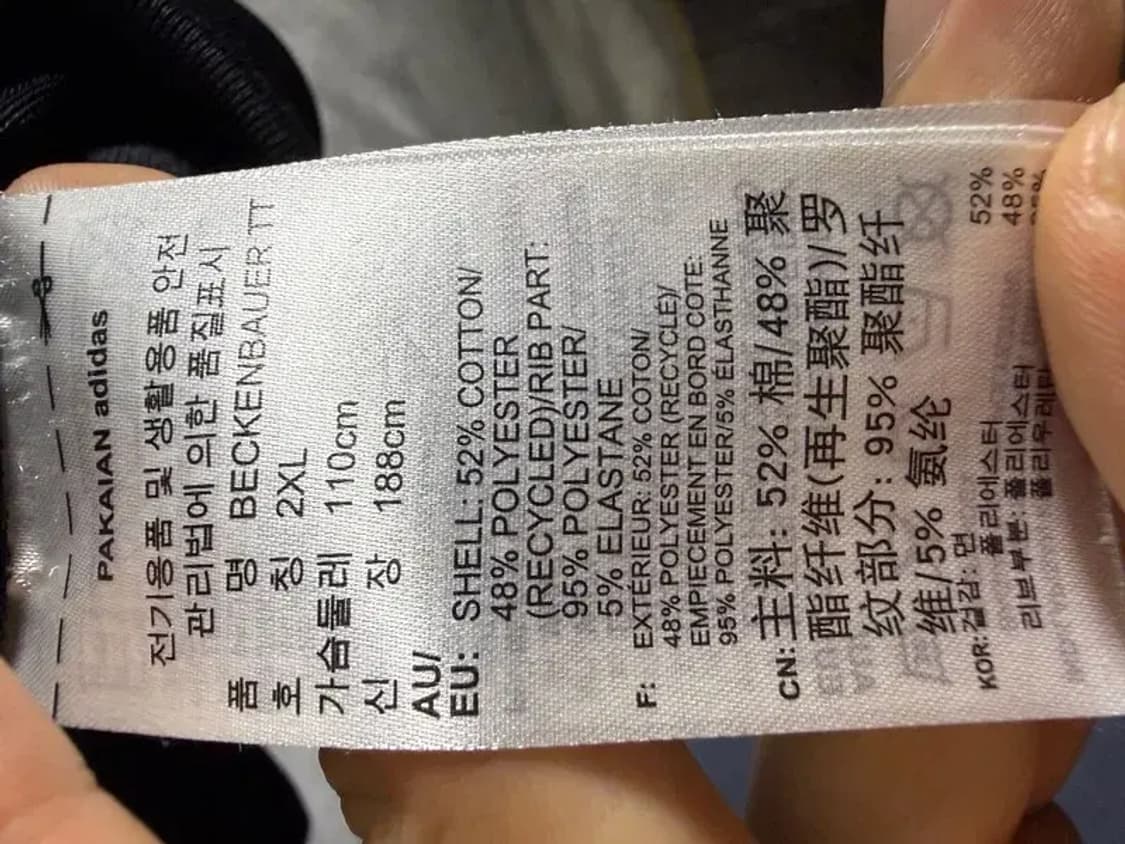 PAKAIAN adidas
전기용품 및 생활용품 안전
관리법에 의한 품질표시
품 명 BECKENBAUER TT
호 칭 2XL
가슴둘레 110cm
신 장 188cm
AU/
EU: SHELL: 52% COTTON/
48% POLYESTER
(RECYCLED)/RIB PART:
95% POLYESTER/
5% ELASTANE
F: EXTERIEUR: 52% COTON/
48% POLYESTER (RECYCLE)/
EMPIECEMENT EN BORD COTE:
95% POLYESTER/5% ELASTHANNE
CN: 主料: 52% 棉/48% 聚
酯纤维(再生聚酯)/罗
纹部分: 95% 聚酯纤
维/5% 氨纶
KOR: 겉감: 면 52%
폴리에스터 48%
리브부분: 폴리에스터
폴리우레탄